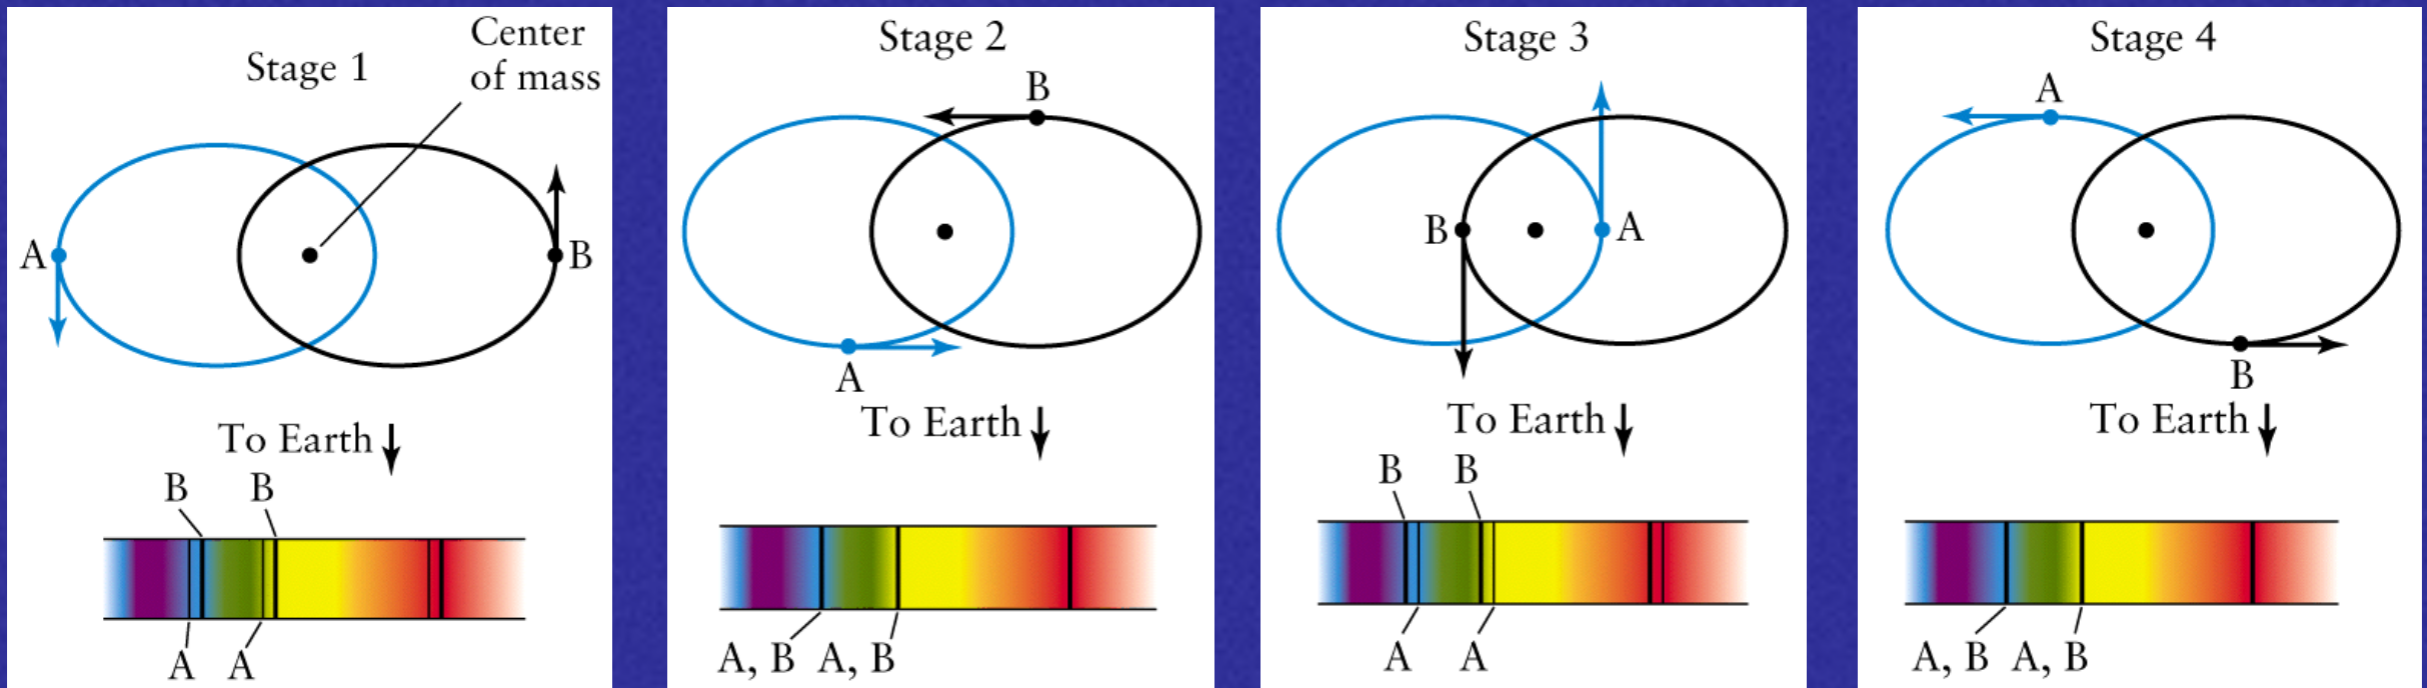 Stage 1
Center
of mass
A
B
To Earth
B B
A A
Stage 2
B
A
To Earth
A, B A, B
Stage 3
B
A
To Earth
B B
A A
Stage 4
A
B
To Earth
A, B A, B